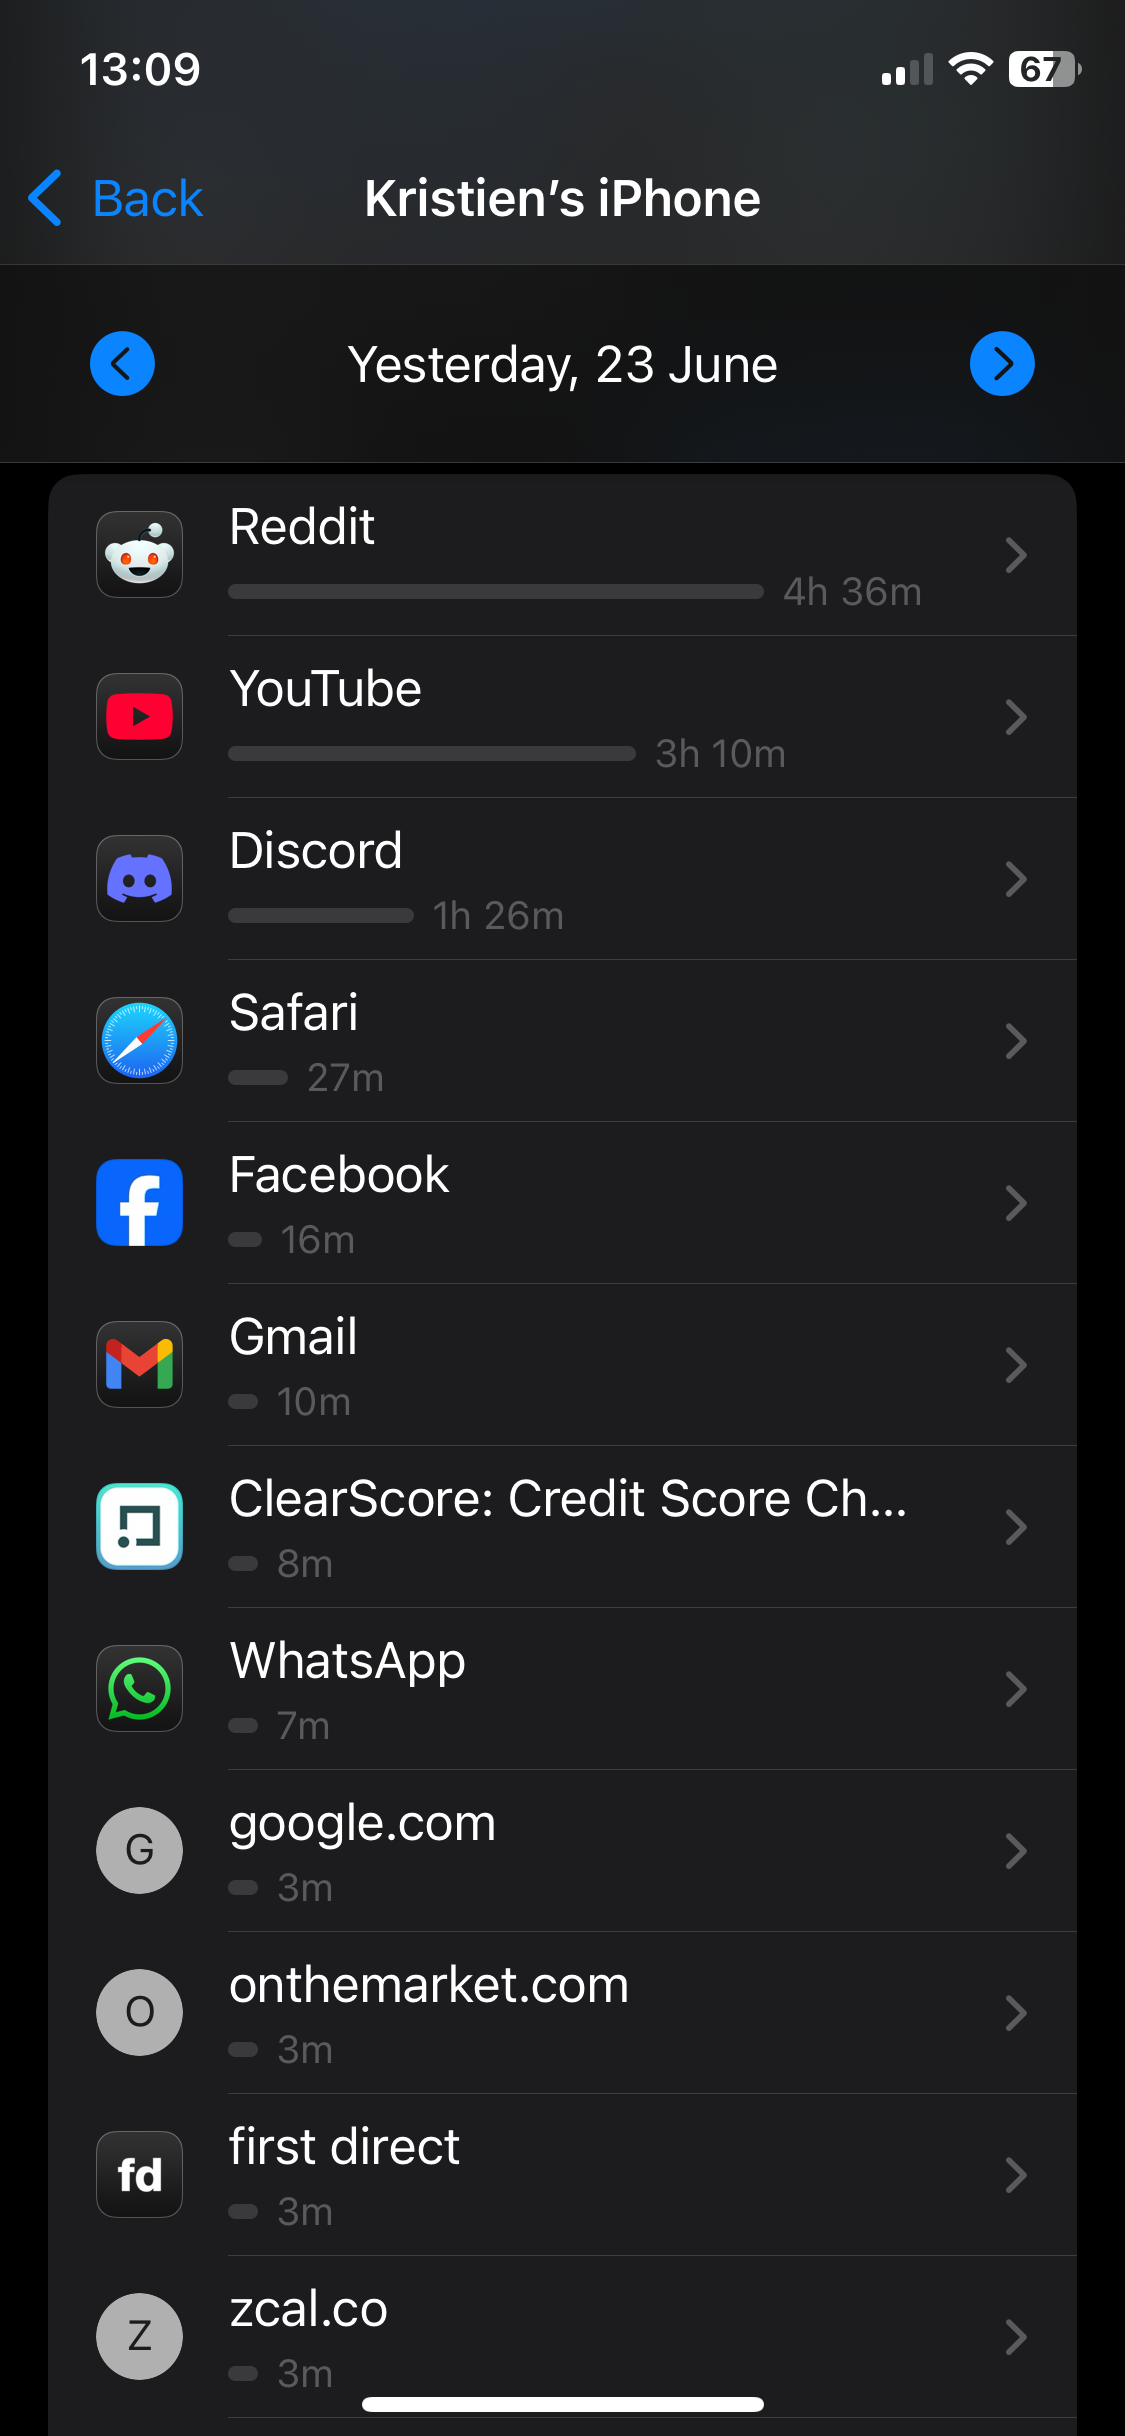 13:09
67
Back
Kristien’s iPhone
Yesterday, 23 June
Reddit
4h 36m
YouTube
3h 10m
Discord
1h 26m
Safari
27m
Facebook
16m
Gmail
10m
ClearScore: Credit Score Ch...
8m
WhatsApp
7m
G
google.com
3m
O
onthemarket.com
3m
fd
first direct
3m
Z
zcal.co
3m